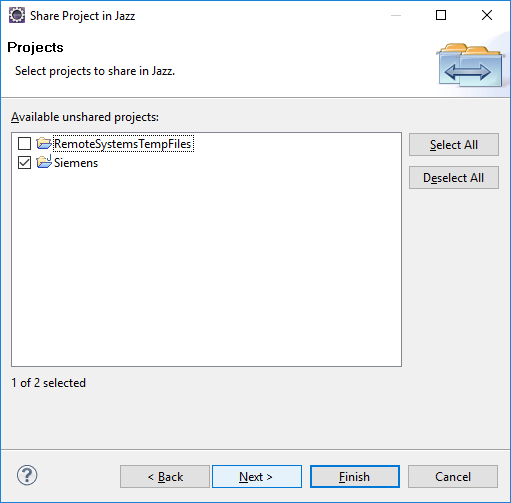 Share Project in Jazz
Projects
Select projects to share in Jazz.
Available unshared projects:
RemoteSystemsTempFiles
Siemens
Select All
Deselect All
1 of 2 selected
?
< Back
Next >
Finish
Cancel